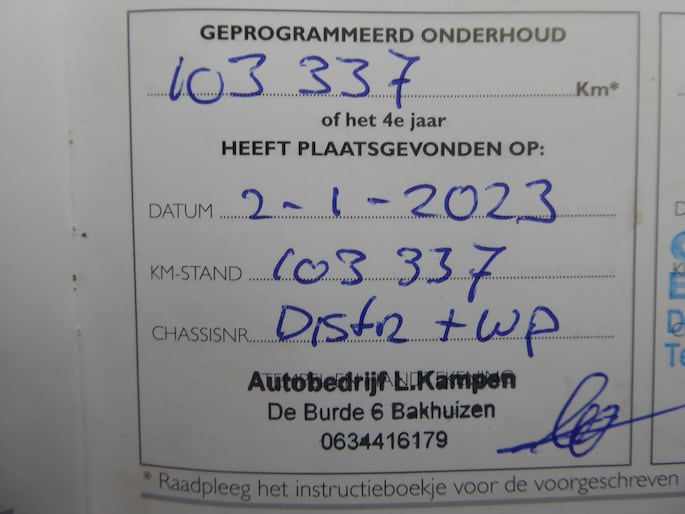 GEPROGRAMMEERD ONDERHOUD
103 337 Km*
of het 4e jaar
HEEFT PLAATSGEVONDEN OP:
DATUM 2-1-2023
KM-STAND 103 337
CHASSISNR. Distr + WP
Autobedrijf L. Kampen
De Burde 6 Bakhuizen
0634416179
* Raadpleeg het instructieboekje voor de voorgeschreven